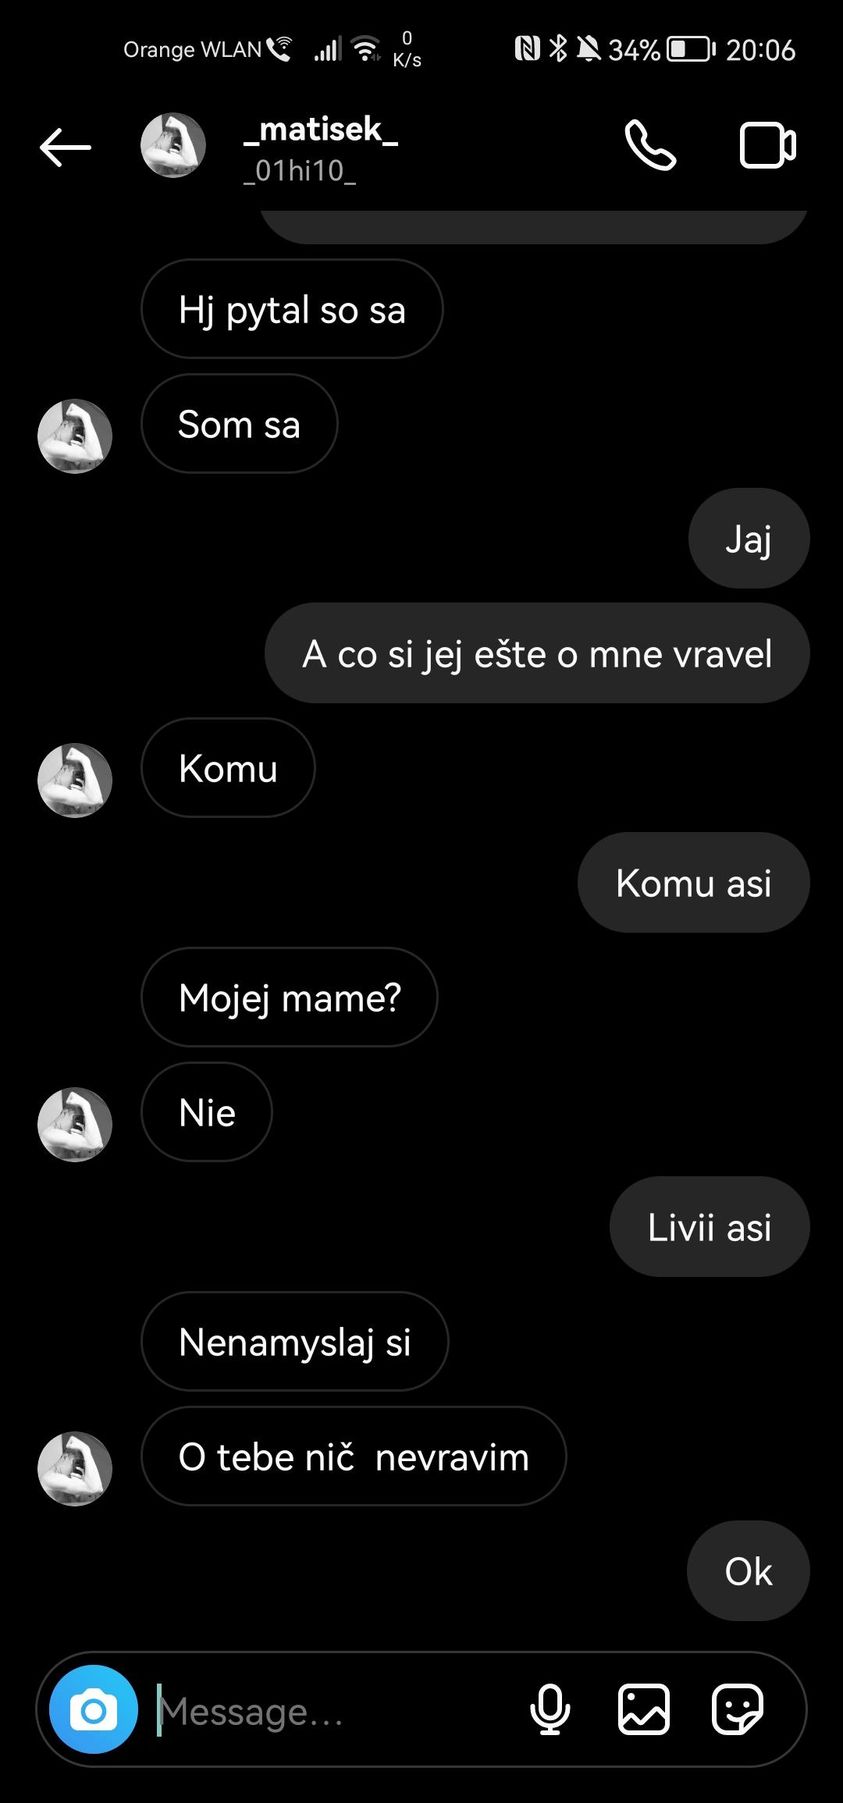 Orange WLAN 0 K/s 34% 20:06
_matisek_
_01hi10_
Hj pytal so sa
Som sa
Jaj
A co si jej ešte o mne vravel
Komu
Komu asi
Mojej mame?
Nie
Livii asi
Nenamyslaj si
O tebe nič  nevravim
Ok
Message...